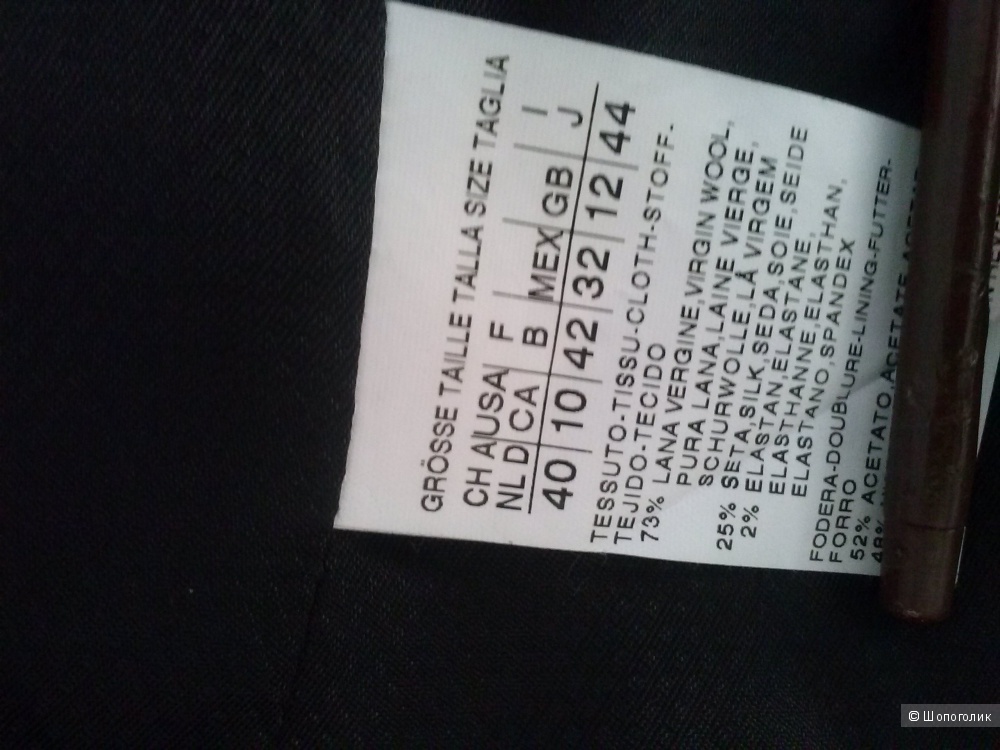 GRÖSSE TAILLE TALLA SIZE TAGLIA
CH A USA F I
NL D CA B MEX GB J
40 10 42 32 12 44
TESSUTO-TISSU-CLOTH-STOFF-
TEJIDO-TECIDO
73% LANA VERGINE, VIRGIN WOOL,
PURA LANA, LAINE VIERGE,
SCHURWOLLE, LÃ VIRGEM
25% SETA, SILK, SEDA, SOIE, SEIDE
2% ELASTAN, ELASTANE,
ELASTHANNE, ELASTHAN,
ELASTANO, SPANDEX
FODERA-DOUBLURE-LINING-FUTTER-
FORRO
52% ACETATO, ACETATE,
48%
© Шопоголик